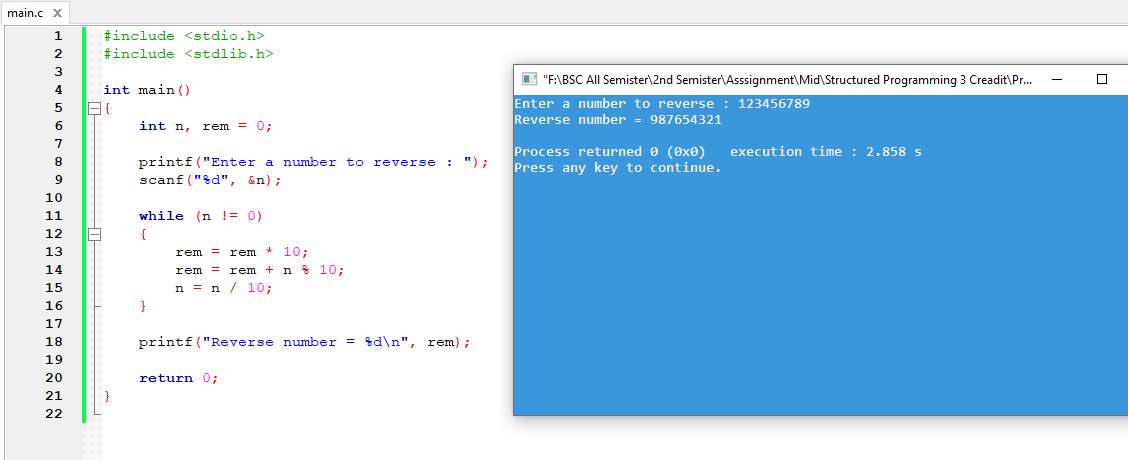 main.c X
1 #include <stdio.h>
2 #include <stdlib.h>
3
4 int main()
5 {
6     int n, rem = 0;
7
8     printf("Enter a number to reverse : ");
9     scanf("%d", &n);
10
11     while (n != 0)
12     {
13         rem = rem * 10;
14         rem = rem + n % 10;
15         n = n / 10;
16     }
17
18     printf("Reverse number = %d\n", rem);
19
20     return 0;
21 }
22
"F:\BSC All Semister\2nd Semister\Asssignment\Mid\Structured Programming 3 Creadit\Pr...
Enter a number to reverse : 123456789
Reverse number = 987654321
Process returned 0 (0x0)   execution time : 2.858 s
Press any key to continue.